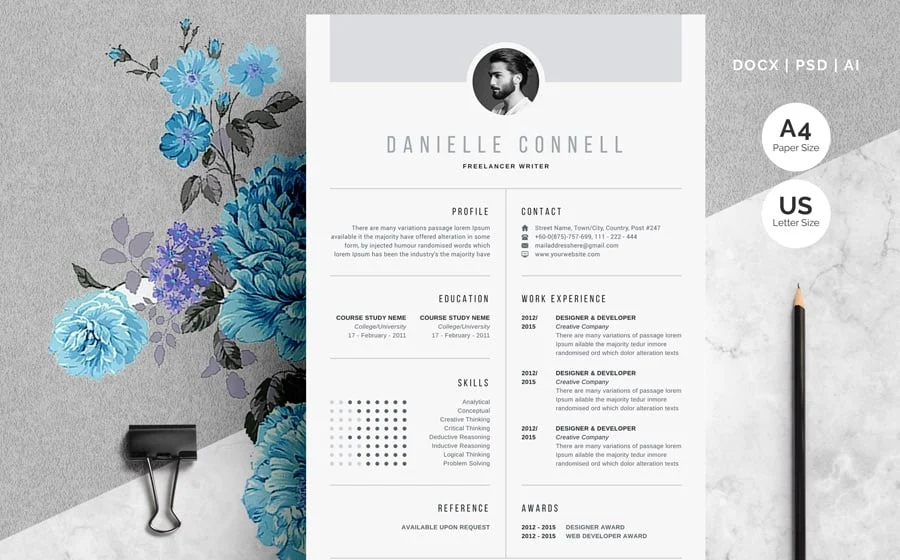 DOCX | PSD | AI
A4
Paper Size
US
Letter Size
DANIELLE CONNELL
FREELANCER WRITER
PROFILE
There are many variations passage lorem Ipsum
available it the majority have offered alteration in some
form, by injected humour randomised words which
lorem Ipsum has been the industry's the majority have
EDUCATION
COURSE STUDY NEME
College/University
17 - February - 2011
COURSE STUDY NEME
College/University
17 - February - 2011
SKILLS
Analytical
Conceptual
Creative Thinking
Critical Thinking
Deductive Reasoning
Inductive Reasoning
Logical Thinking
Problem Solving
REFERENCE
AVAILABLE UPON REQUEST
CONTACT
Street Name, Town/City, Country, Post #247
+60-0(875)-757-699, 111 - 222 - 444
mailaddresshere@gmail.com
www.yourwebsite.com
WORK EXPERIENCE
2012/ DESIGNER & DEVELOPER
2015 Creative Company
There are many variations of passage lorem
Ipsum ailable the majority tedur inmore
randomised ord which dolor alteration texts
2012/ DESIGNER & DEVELOPER
2015 Creative Company
There are many variations of passage lorem
Ipsum ailable the majority tedur inmore
randomised ord which dolor alteration texts
2012/ DESIGNER & DEVELOPER
2015 Creative Company
There are many variations of passage lorem
Ipsum ailable the majority tedur inmore
randomised ord which dolor alteration texts
AWARDS
2012 - 2015 DESIGNER AWARD
2012 - 2015 WEB DEVELOPER AWARD